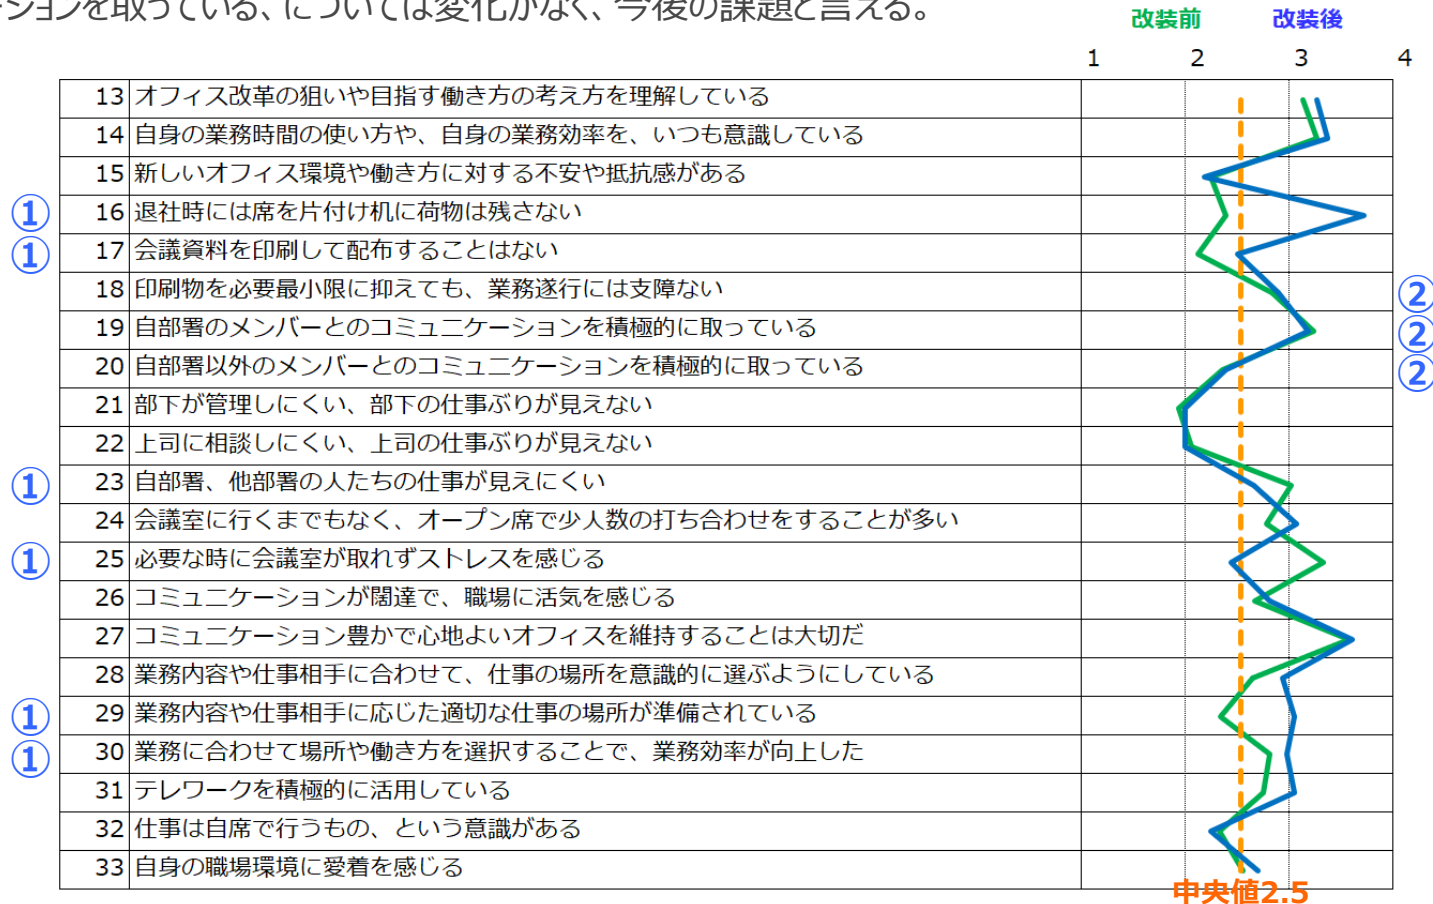 ションを取っている、については変化がなく、今後の課題と言える。
改装前 改装後
1 2 3 4
13 オフィス改革の狙いや目指す働き方の考え方を理解している
14 自身の業務時間の使い方や、自身の業務効率を、いつも意識している
15 新しいオフィス環境や働き方に対する不安や抵抗感がある
① 16 退社時には席を片付け机に荷物は残さない
① 17 会議資料を印刷して配布することはない
18 印刷物を必要最小限に抑えても、業務遂行には支障ない ②
19 自部署のメンバーとのコミュニケーションを積極的に取っている ②
20 自部署以外のメンバーとのコミュニケーションを積極的に取っている ②
21 部下が管理しにくい、部下の仕事ぶりが見えない
22 上司に相談しにくい、上司の仕事ぶりが見えない
① 23 自部署、他部署の人たちの仕事が見えにくい
24 会議室に行くまでもなく、オープン席で少人数の打ち合わせをすることが多い
① 25 必要な時に会議室が取れずストレスを感じる
26 コミュニケーションが闊達で、職場に活気を感じる
27 コミュニケーション豊かで心地よいオフィスを維持することは大切だ
28 業務内容や仕事相手に合わせて、仕事の場所を意識的に選ぶようにしている
① 29 業務内容や仕事相手に応じた適切な仕事の場所が準備されている
① 30 業務に合わせて場所や働き方を選択することで、業務効率が向上した
31 テレワークを積極的に活用している
32 仕事は自席で行うもの、という意識がある
33 自身の職場環境に愛着を感じる
中央値2.5